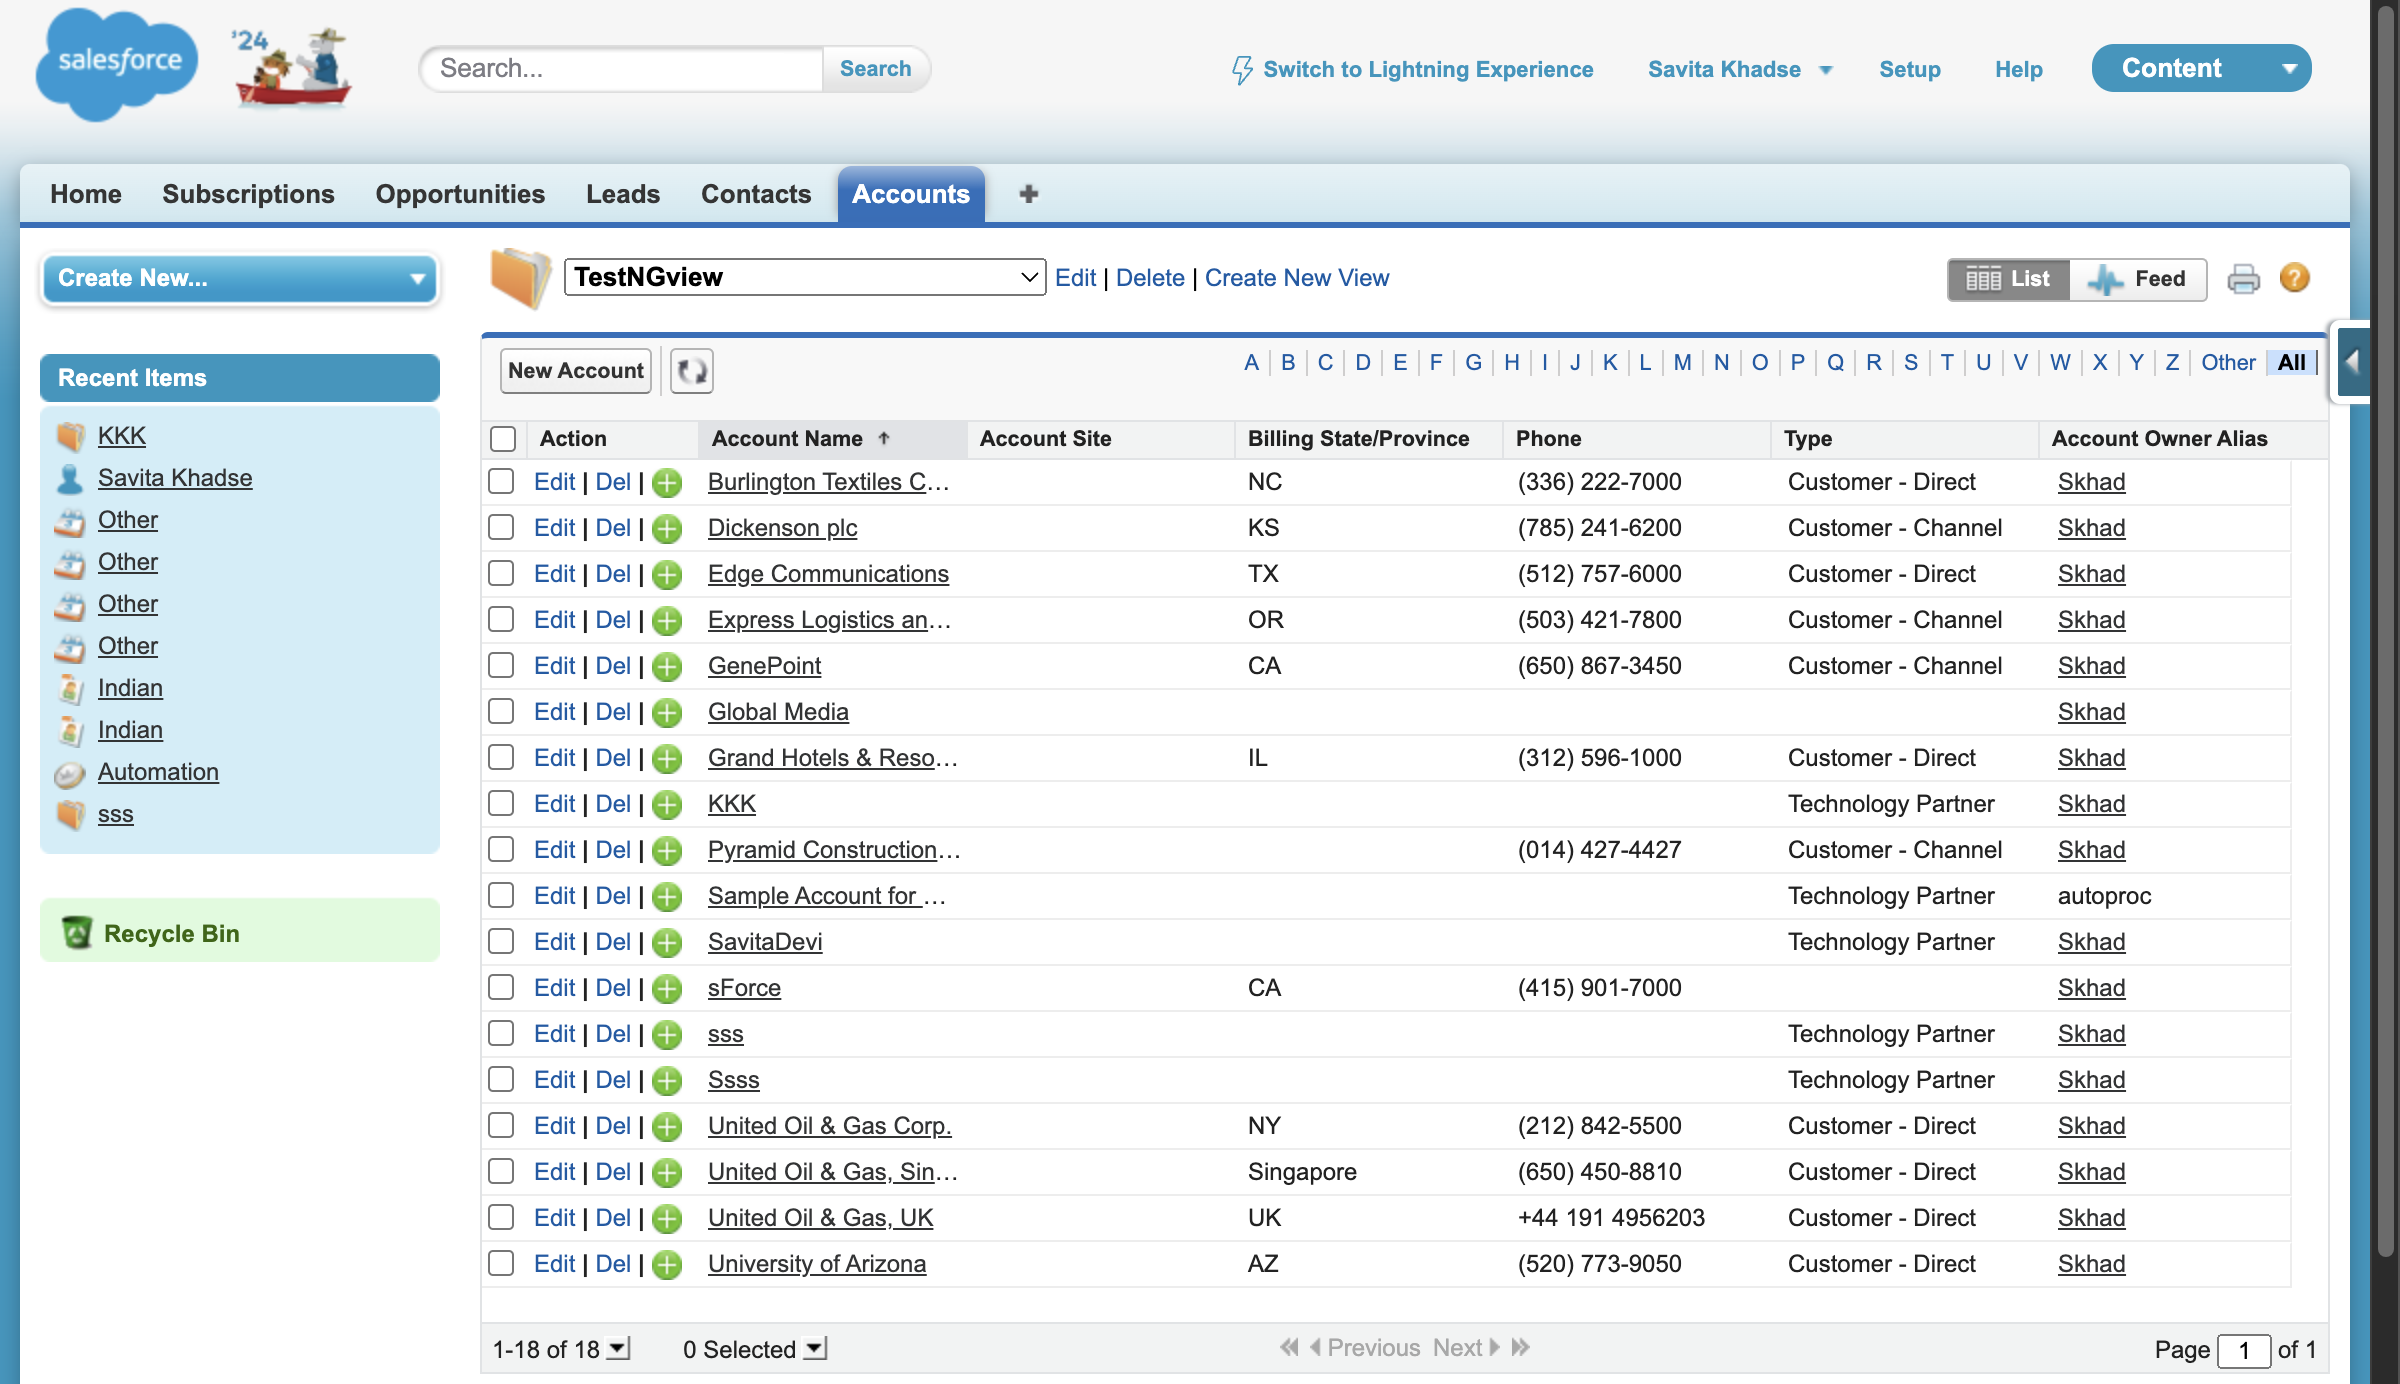 salesforce
'24
Search...
Search
Switch to Lightning Experience
Savita Khadse
Setup
Help
Content
Home
Subscriptions
Opportunities
Leads
Contacts
Accounts
+
Create New...
TestNGview
Edit | Delete | Create New View
List
Feed
?
Recent Items
KKK
Savita Khadse
Other
Other
Other
Other
Indian
Indian
Automation
sss
Recycle Bin
New Account
A | B | C | D | E | F | G | H | I | J | K | L | M | N | O | P | Q | R | S | T | U | V | W | X | Y | Z | Other | All
Action Account Name Account Site Billing State/Province Phone Type Account Owner Alias
Edit | Del | Burlington Textiles C... NC (336) 222-7000 Customer - Direct Skhad
Edit | Del | Dickenson plc KS (785) 241-6200 Customer - Channel Skhad
Edit | Del | Edge Communications TX (512) 757-6000 Customer - Direct Skhad
Edit | Del | Express Logistics an... OR (503) 421-7800 Customer - Channel Skhad
Edit | Del | GenePoint CA (650) 867-3450 Customer - Channel Skhad
Edit | Del | Global Media Skhad
Edit | Del | Grand Hotels & Reso... IL (312) 596-1000 Customer - Direct Skhad
Edit | Del | KKK Technology Partner Skhad
Edit | Del | Pyramid Construction... (014) 427-4427 Customer - Channel Skhad
Edit | Del | Sample Account for ... Technology Partner autoproc
Edit | Del | SavitaDevi Technology Partner Skhad
Edit | Del | sForce CA (415) 901-7000 Skhad
Edit | Del | sss Technology Partner Skhad
Edit | Del | Ssss Technology Partner Skhad
Edit | Del | United Oil & Gas Corp. NY (212) 842-5500 Customer - Direct Skhad
Edit | Del | United Oil & Gas, Sin... Singapore (650) 450-8810 Customer - Direct Skhad
Edit | Del | United Oil & Gas, UK UK +44 191 4956203 Customer - Direct Skhad
Edit | Del | University of Arizona AZ (520) 773-9050 Customer - Direct Skhad
1-18 of 18
0 Selected
Previous Next
Page 1 of 1